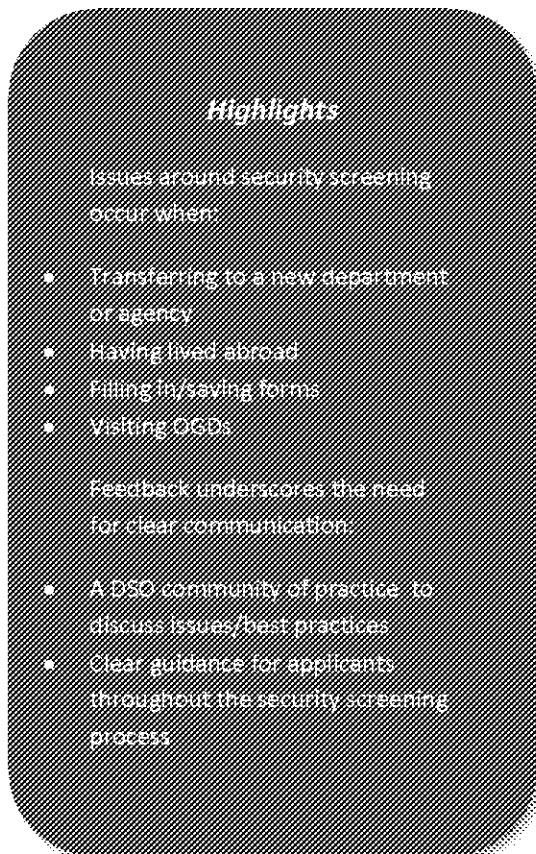 Highlights
Issues around security screening
occur when:
• Transferring to a new department
or agency
• Having lived abroad
• Filling in/saving forms
• Visiting OGDs
Feedback underscores the need
for clear communication:
• A DSO community of practice to
discuss issues/best practices
• Clear guidance for applicants
throughout the security screening
process